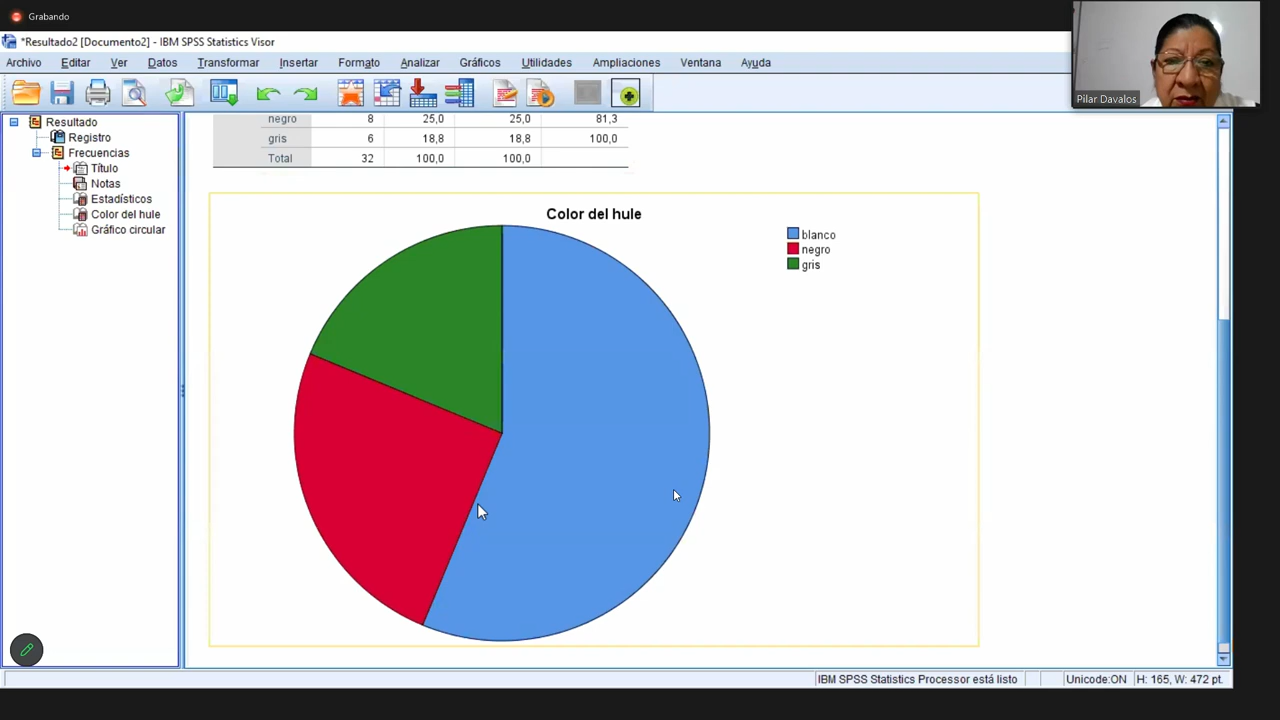 Grabando
*Resultado2 [Documento2] - IBM SPSS Statistics Visor
Archivo Editar Ver Datos Transformar Insertar Formato Analizar Gráficos Utilidades Ampliaciones Ventana Ayuda
Pilar Davalos
Resultado
Registro
Frecuencias
Título
Notas
Estadísticos
Color del hule
Gráfico circular
negro 8 25,0 25,0 81,3
gris 6 18,8 18,8 100,0
Total 32 100,0 100,0
Color del hule
blanco
negro
gris
IBM SPSS Statistics Processor está listo Unicode:ON H: 165, W: 472 pt.